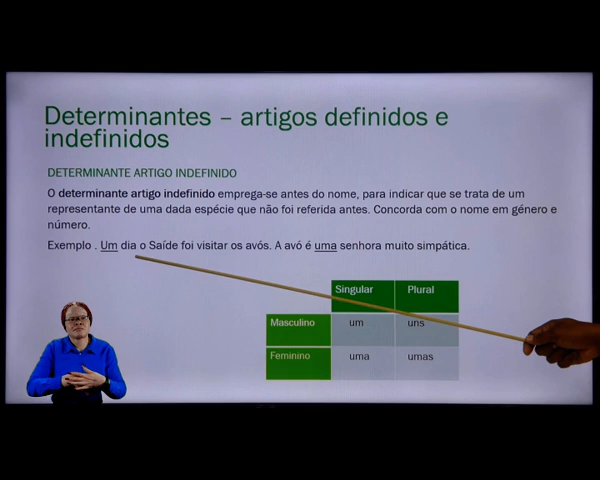 Determinantes – artigos definidos e
indefinidos
DETERMINANTE ARTIGO INDEFINIDO
O determinante artigo indefinido emprega-se antes do nome, para indicar que se trata de um
representante de uma dada espécie que não foi referida antes. Concorda com o nome em género e
número.
Exemplo . Um dia o Saíde foi visitar os avós. A avó é uma senhora muito simpática.
Singular Plural
Masculino um uns
Feminino uma umas